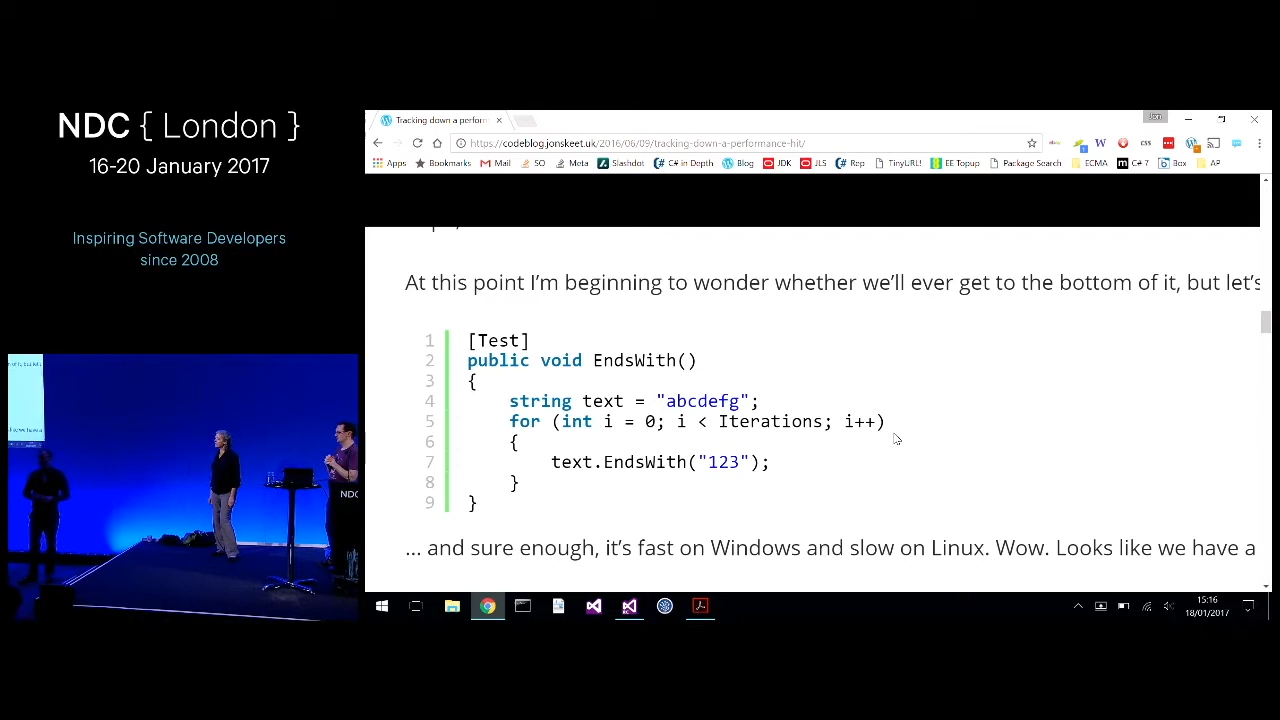 NDC { London }
16-20 January 2017
Inspiring Software Developers
since 2008
NDC
Tracking down a perforn
Jon
https://codeblog.jonskeet.uk/2016/06/09/tracking-down-a-performance-hit/
Apps Bookmarks Mail SO Meta Slashdot C# in Depth Blog JDK JLS C# Rep TinyURL! EE Topup Package Search ECMA C# 7 Box AP
At this point I'm beginning to wonder whether we'll ever get to the bottom of it, but let's
1 [Test]
2 public void EndsWith()
3 {
4 string text = "abcdefg";
5 for (int i = 0; i < Iterations; i++)
6 {
7 text.EndsWith("123");
8 }
9 }
… and sure enough, it's fast on Windows and slow on Linux. Wow. Looks like we have a
15:16
18/01/2017